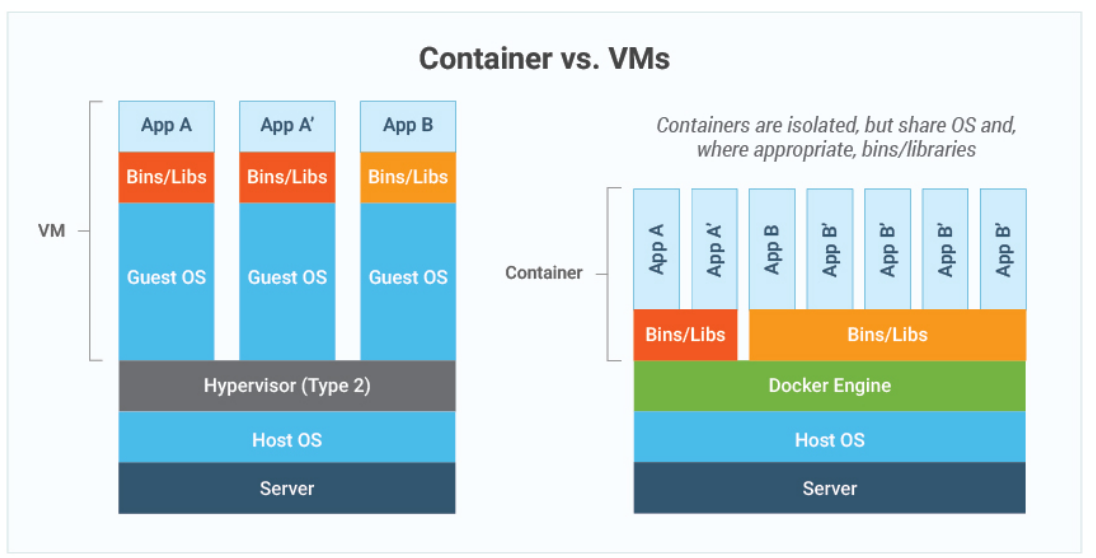 Container vs. VMs
VM
App A
Bins/Libs
Guest OS
App A′
Bins/Libs
Guest OS
App B
Bins/Libs
Guest OS
Hypervisor (Type 2)
Host OS
Server
Containers are isolated, but share OS and,
where appropriate, bins/libraries
Container
App A
App A′
App B
App B′
App B′
App B′
App B′
Bins/Libs
Bins/Libs
Docker Engine
Host OS
Server